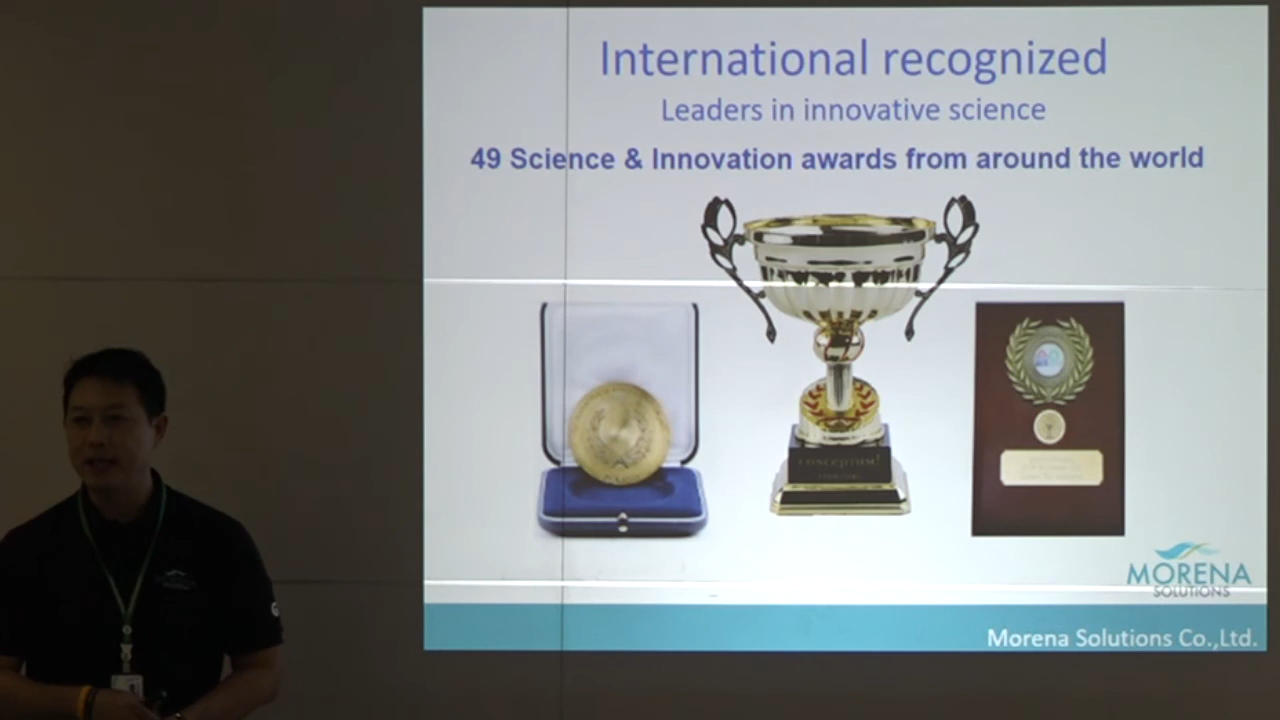 International recognized
Leaders in innovative science
49 Science & Innovation awards from around the world
MORENA
SOLUTIONS
Morena Solutions Co.,Ltd.